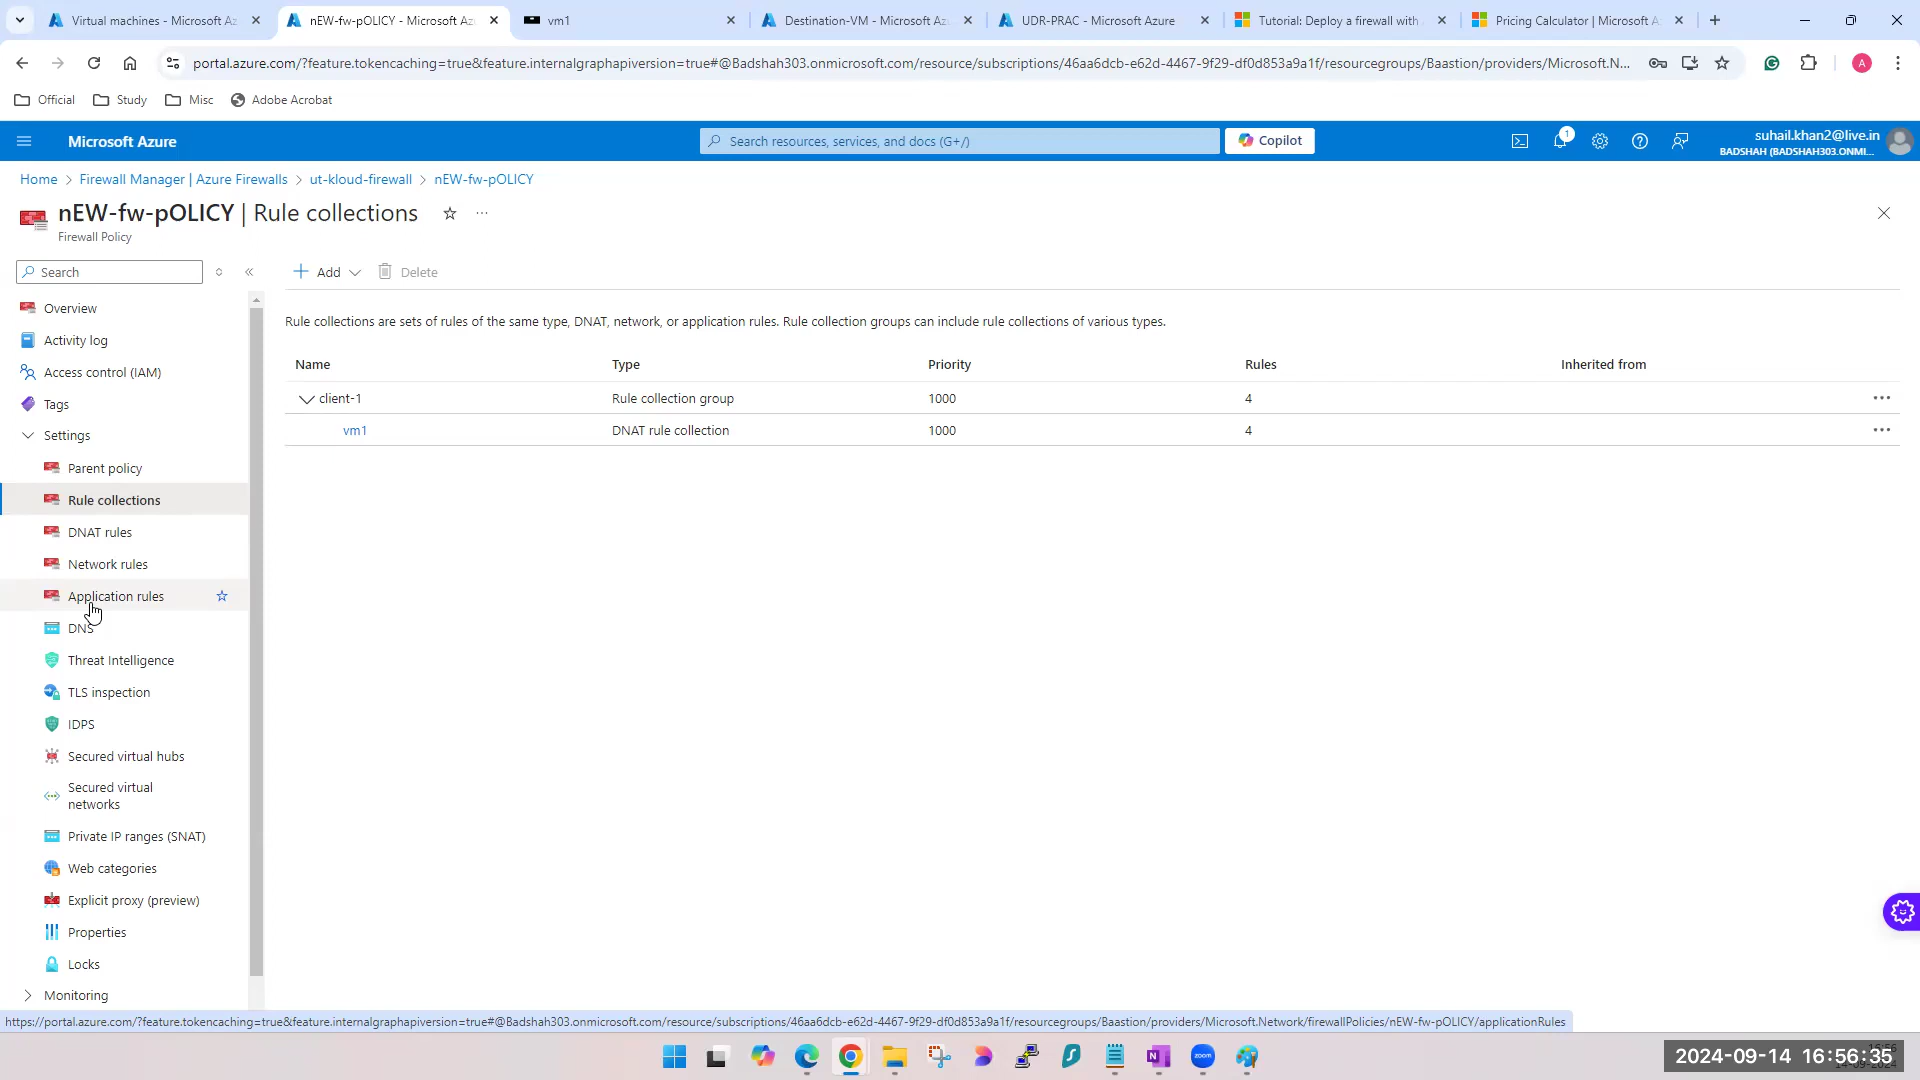 Virtual machines - Microsoft Az
nEW-fw-pOLICY - Microsoft Az
vm1
Destination-VM - Microsoft Az
UDR-PRAC - Microsoft Azure
Tutorial: Deploy a firewall with
Pricing Calculator | Microsoft A
portal.azure.com/?feature.tokencaching=true&feature.internalgraphapiversion=true#@Badshah303.onmicrosoft.com/resource/subscriptions/46aa6dcb-e62d-4467-9f29-df0d853a9a1f/resourcegroups/Baastion/providers/Microsoft.N...
A
Official
Study
Misc
Adobe Acrobat
Microsoft Azure
Search resources, services, and docs (G+/)
Copilot
1
suhail.khan2@live.in
BADSHAH (BADSHAH303.ONMI...
Home > Firewall Manager | Azure Firewalls > ut-kloud-firewall > nEW-fw-pOLICY
nEW-fw-pOLICY | Rule collections
Firewall Policy
Search
Add
Delete
Overview
Activity log
Access control (IAM)
Tags
Settings
Parent policy
Rule collections
DNAT rules
Network rules
Application rules
DNS
Threat Intelligence
TLS inspection
IDPS
Secured virtual hubs
Secured virtual
networks
Private IP ranges (SNAT)
Web categories
Explicit proxy (preview)
Properties
Locks
Monitoring
Rule collections are sets of rules of the same type, DNAT, network, or application rules. Rule collection groups can include rule collections of various types.
Name Type Priority Rules Inherited from
client-1 Rule collection group 1000 4
vm1 DNAT rule collection 1000 4
https://portal.azure.com/?feature.tokencaching=true&feature.internalgraphapiversion=true#@Badshah303.onmicrosoft.com/resource/subscriptions/46aa6dcb-e62d-4467-9f29-df0d853a9a1f/resourcegroups/Baastion/providers/Microsoft.Network/firewallPolicies/nEW-fw-pOLICY/applicationRules
zoom
2024-09-14 16:56:35